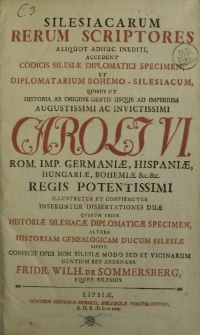 SILESIACARUM
RERUM SCRIPTORES
ALIQUOT ADHUC INEDITI,
ACCEDUNT
CODICIS SILESIÆ DIPLOMATICI SPECIMEN,
ET
DIPLOMATARIUM BOHEMO-SILESIACUM,
QUIBUS UT
HISTORIA AB ORIGINE GENTIS USQUE AD IMPERIUM
AUGUSTISSIMI AC INVICTISSIMI
CAROLI VI.
ROM. IMP. GERMANIÆ, HISPANIÆ,
HUNGARIÆ, BOHEMIÆ &c. &c.
REGIS POTENTISSIMI
ILLUSTRETUR ET CONFIRMETUR
INSERUNTUR DISSERTATIONES DUÆ
QUARUM PRIOR
HISTORIÆ SILESIACÆ DIPLOMATICÆ SPECIMEN,
ALTERA
HISTORIAM GENEALOGICAM DUCUM SILESIÆ
SISTIT,
CONFECIT OPUS NON SILESIÆ MODO SED ET VICINARUM
GENTIUM RES ADORNANS
FRIDR. WILH. DE SOMMERSBERG,
EQUES SILESIUS.
LIPSIÆ,